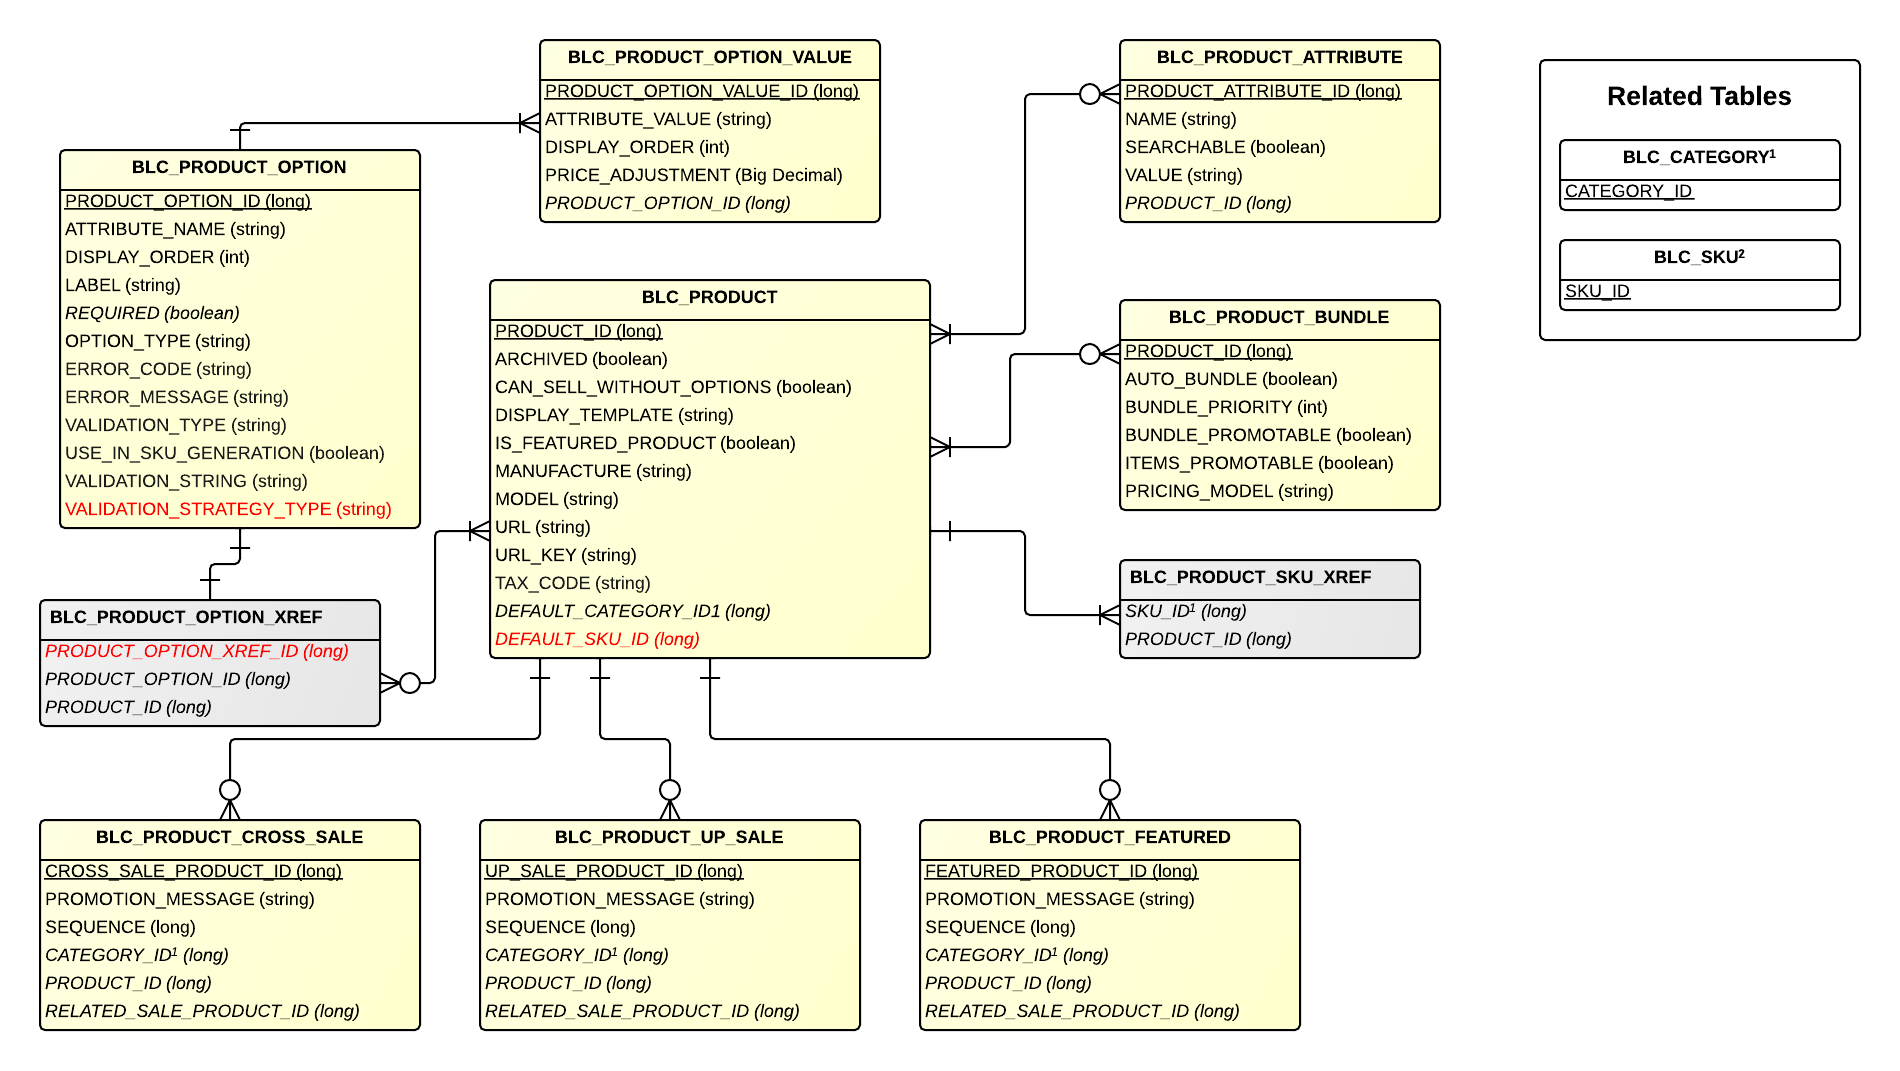 BLC_PRODUCT_OPTION_VALUE
PRODUCT_OPTION_VALUE_ID (long)
ATTRIBUTE_VALUE (string)
DISPLAY_ORDER (int)
PRICE_ADJUSTMENT (Big Decimal)
PRODUCT_OPTION_ID (long)
BLC_PRODUCT_ATTRIBUTE
PRODUCT_ATTRIBUTE_ID (long)
NAME (string)
SEARCHABLE (boolean)
VALUE (string)
PRODUCT_ID (long)
Related Tables
BLC_CATEGORY¹
CATEGORY_ID
BLC_SKU²
SKU_ID
BLC_PRODUCT_OPTION
PRODUCT_OPTION_ID (long)
ATTRIBUTE_NAME (string)
DISPLAY_ORDER (int)
LABEL (string)
REQUIRED (boolean)
OPTION_TYPE (string)
ERROR_CODE (string)
ERROR_MESSAGE (string)
VALIDATION_TYPE (string)
USE_IN_SKU_GENERATION (boolean)
VALIDATION_STRING (string)
VALIDATION_STRATEGY_TYPE (string)
BLC_PRODUCT
PRODUCT_ID (long)
ARCHIVED (boolean)
CAN_SELL_WITHOUT_OPTIONS (boolean)
DISPLAY_TEMPLATE (string)
IS_FEATURED_PRODUCT (boolean)
MANUFACTURE (string)
MODEL (string)
URL (string)
URL_KEY (string)
TAX_CODE (string)
DEFAULT_CATEGORY_ID1 (long)
DEFAULT_SKU_ID (long)
BLC_PRODUCT_BUNDLE
PRODUCT_ID (long)
AUTO_BUNDLE (boolean)
BUNDLE_PRIORITY (int)
BUNDLE_PROMOTABLE (boolean)
ITEMS_PROMOTABLE (boolean)
PRICING_MODEL (string)
BLC_PRODUCT_SKU_XREF
SKU_ID¹ (long)
PRODUCT_ID (long)
BLC_PRODUCT_OPTION_XREF
PRODUCT_OPTION_XREF_ID (long)
PRODUCT_OPTION_ID (long)
PRODUCT_ID (long)
BLC_PRODUCT_CROSS_SALE
CROSS_SALE_PRODUCT_ID (long)
PROMOTION_MESSAGE (string)
SEQUENCE (long)
CATEGORY_ID¹ (long)
PRODUCT_ID (long)
RELATED_SALE_PRODUCT_ID (long)
BLC_PRODUCT_UP_SALE
UP_SALE_PRODUCT_ID (long)
PROMOTION_MESSAGE (string)
SEQUENCE (long)
CATEGORY_ID¹ (long)
PRODUCT_ID (long)
RELATED_SALE_PRODUCT_ID (long)
BLC_PRODUCT_FEATURED
FEATURED_PRODUCT_ID (long)
PROMOTION_MESSAGE (string)
SEQUENCE (long)
CATEGORY_ID¹ (long)
PRODUCT_ID (long)
RELATED_SALE_PRODUCT_ID (long)